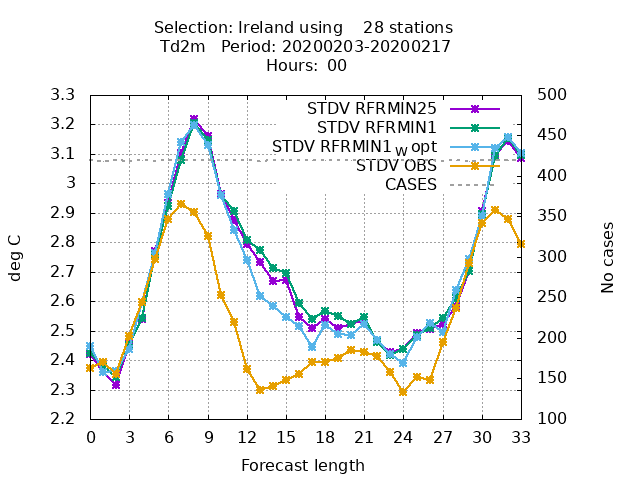 Selection: Ireland using 28 stations
Td2m Period: 20200203-20200217
Hours: 00
3.3 500
STDV RFRMIN25
3.2 450
STDV RFRMIN1
STDV RFRMIN1 w opt
3.1 400
STDV OBS
3
CASES
2.9 350
2.8 300
deg C
No cases
2.7 250
2.6
2.5 200
2.4 150
2.3
2.2 100
0 3 6 9 12 15 18 21 24 27 30 33
Forecast length